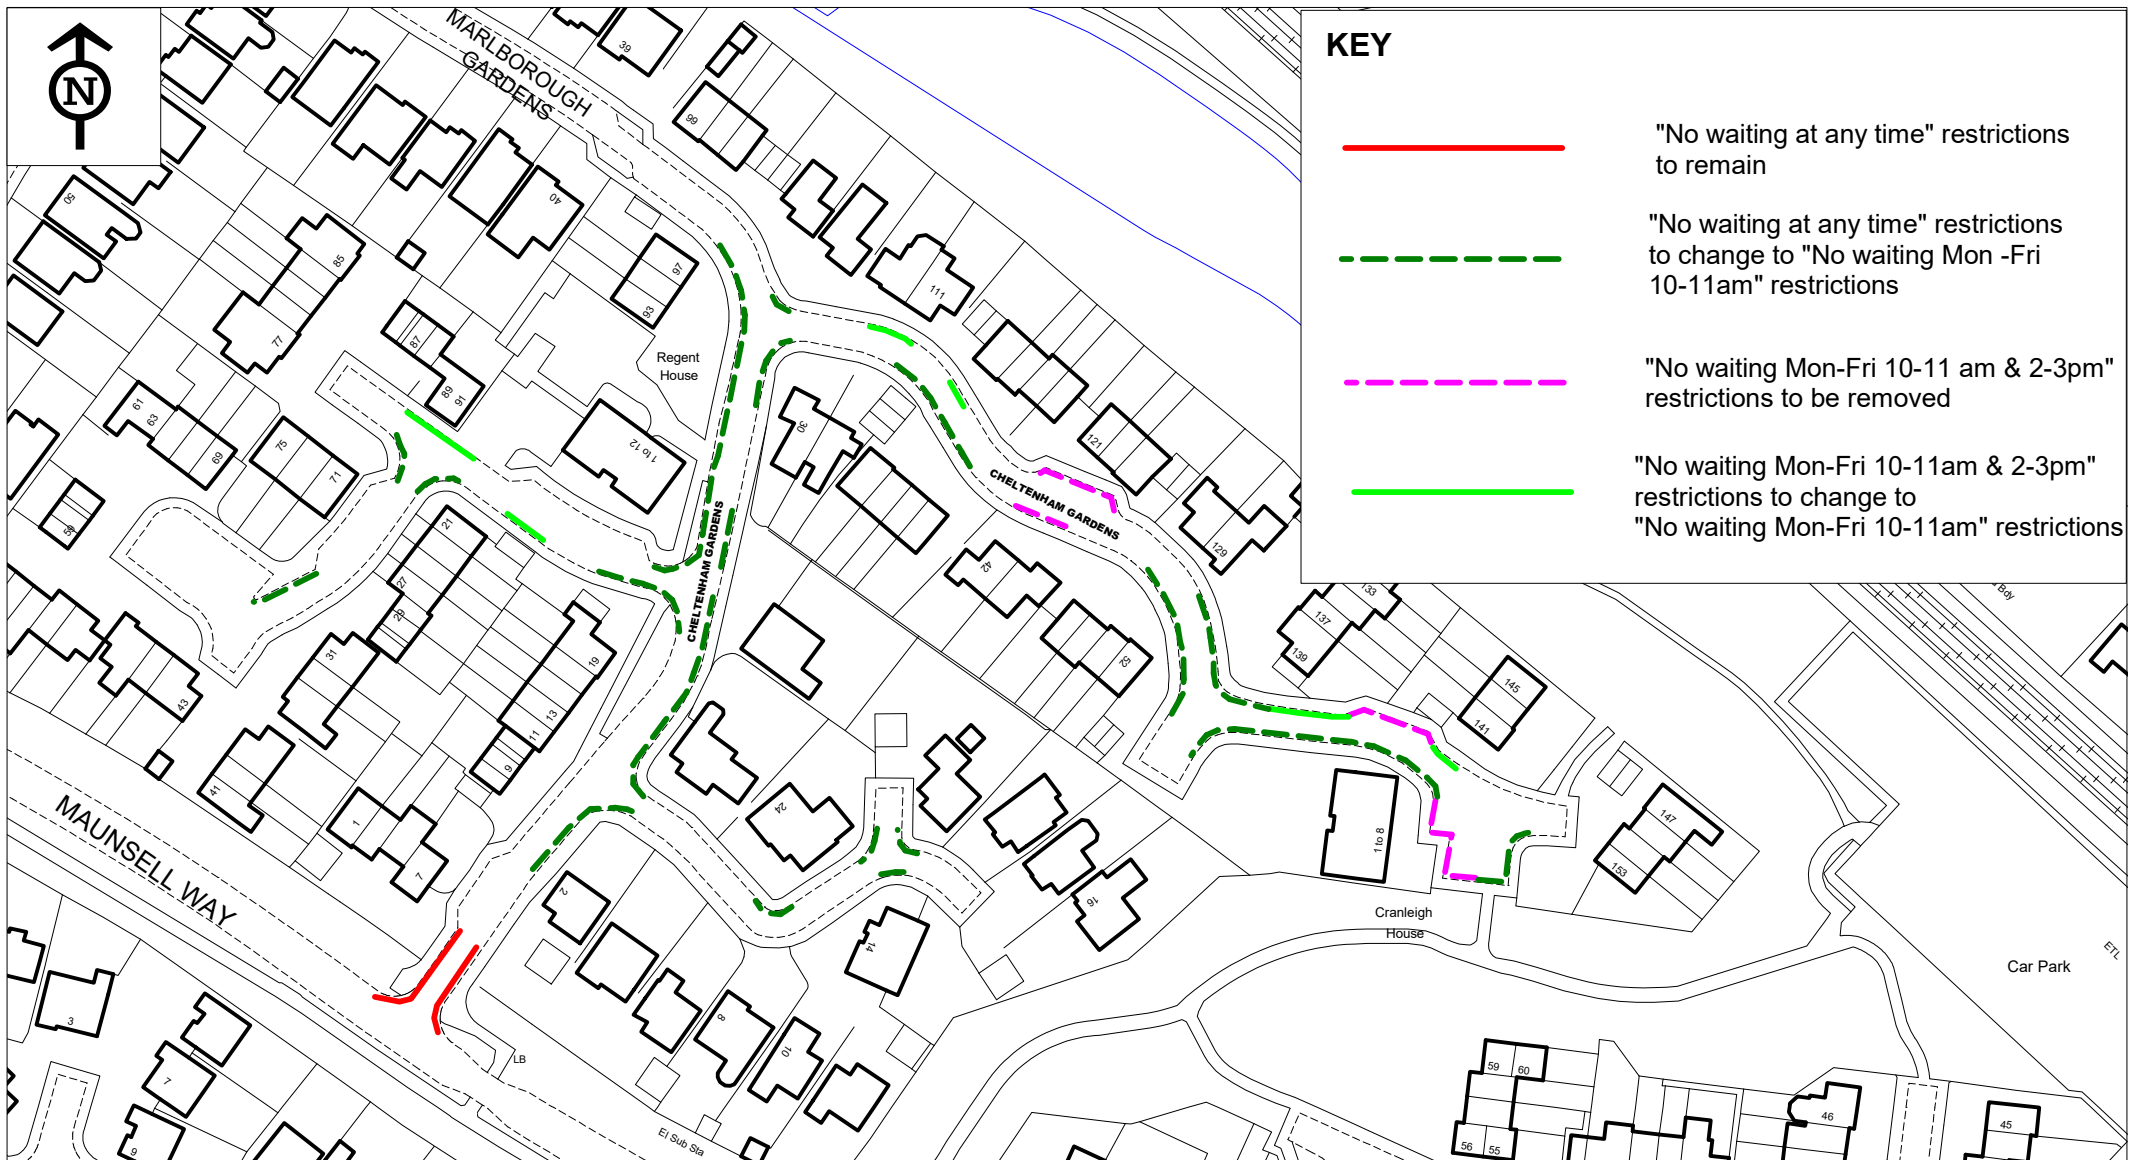 N
MARLBOROUGH
GARDENS
39
99
50
40
85
97
93
111
77
87
Regent
House
89
91
61
63
75
69
71
1 to 12
30
121
CHELTENHAM GARDENS
CHELTENHAM GARDENS
129
21
27
29
42
52
133
137
139
145
141
31
19
13
11
9
43
41
1
7
24
147
153
1 to 8
MAUNSELL WAY
2
14
16
Cranleigh
House
Car Park
ETL
Bdy
3
7
9
8
10
LB
El Sub Sta
59
60
56
55
46
45
KEY
"No waiting at any time" restrictions
to remain
"No waiting at any time" restrictions
to change to "No waiting Mon -Fri
10-11am" restrictions
"No waiting Mon-Fri 10-11 am & 2-3pm"
restrictions to be removed
"No waiting Mon-Fri 10-11am & 2-3pm"
restrictions to change to
"No waiting Mon-Fri 10-11am" restrictions